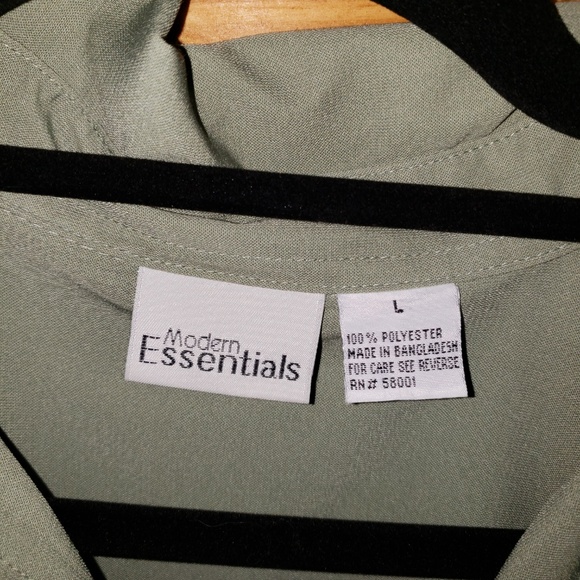 Modern
Essentials
L
100% POLYESTER
MADE IN BANGLADESH
FOR CARE SEE REVERSE
RN# 58001